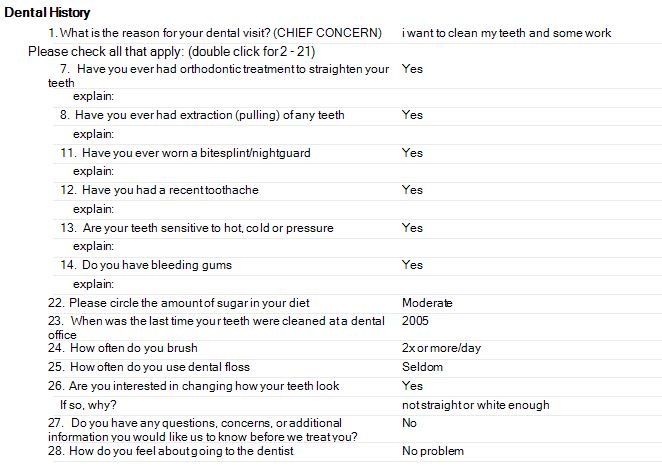 Dental History
1. What is the reason for your dental visit? (CHIEF CONCERN) i want to clean my teeth and some work
Please check all that apply: (double click for 2 - 21)
7. Have you ever had orthodontic treatment to straighten your Yes
teeth
explain:
8. Have you ever had extraction (pulling) of any teeth Yes
explain:
11. Have you ever worn a bitesplint/nightguard Yes
explain:
12. Have you had a recent toothache Yes
explain:
13. Are your teeth sensitive to hot, cold or pressure Yes
explain:
14. Do you have bleeding gums Yes
explain:
22. Please circle the amount of sugar in your diet Moderate
23. When was the last time your teeth were cleaned at a dental 2005
office
24. How often do you brush 2x or more/day
25. How often do you use dental floss Seldom
26. Are you interested in changing how your teeth look Yes
If so, why? not straight or white enough
27. Do you have any questions, concerns, or additional No
information you would like us to know before we treat you?
28. How do you feel about going to the dentist No problem